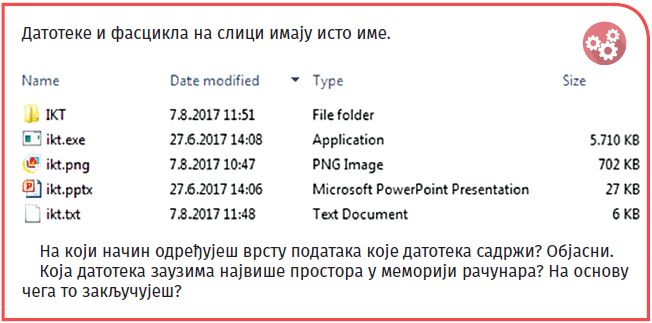 Датотеке и фасцикла на слици имају исто име.
Name Date modified Type Size
IKT 7.8.2017 11:51 File folder
ikt.exe 27.6.2017 14:08 Application 5.710 KB
ikt.png 7.8.2017 10:47 PNG Image 702 KB
ikt.pptx 27.6.2017 14:06 Microsoft PowerPoint Presentation 27 KB
ikt.txt 7.8.2017 11:48 Text Document 6 KB
На који начин одређујеш врсту података које датотека садржи? Објасни.
Која датотека заузима највише простора у меморији рачунара? На основу
чега то закључујеш?